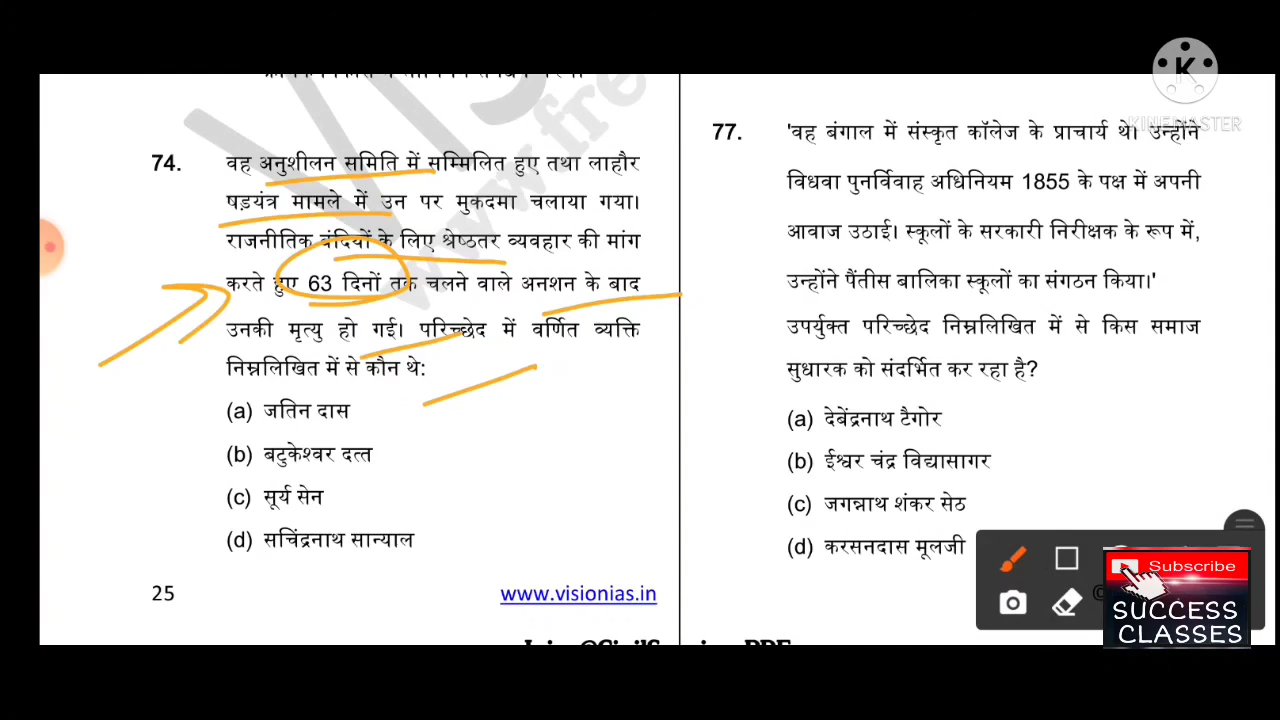 KINEMASTER
74. वह अनुशीलन समिति में सम्मिलित हुए तथा लाहौर
षड़यंत्र मामले में उन पर मुकदमा चलाया गया।
राजनीतिक बंदियों के लिए श्रेष्ठतर व्यवहार की मांग
करते हुए 63 दिनों तक चलने वाले अनशन के बाद
उनकी मृत्यु हो गई। परिच्छेद में वर्णित व्यक्ति
निम्नलिखित में से कौन थे:
(a) जतिन दास
(b) बटुकेश्वर दत्त
(c) सूर्य सेन
(d) सचिंद्रनाथ सान्याल
25
www.visionias.in
77. 'वह बंगाल में संस्कृत कॉलेज के प्राचार्य थे। उन्होंने
विधवा पुनर्विवाह अधिनियम 1855 के पक्ष में अपनी
आवाज उठाई। स्कूलों के सरकारी निरीक्षक के रूप में,
उन्होंने पैंतीस बालिका स्कूलों का संगठन किया।'
उपर्युक्त परिच्छेद निम्नलिखित में से किस समाज
सुधारक को संदर्भित कर रहा है?
(a) देबेंद्रनाथ टैगोर
(b) ईश्वर चंद्र विद्यासागर
(c) जगन्नाथ शंकर सेठ
(d) करसनदास मूलजी
Subscribe
SUCCESS
CLASSES